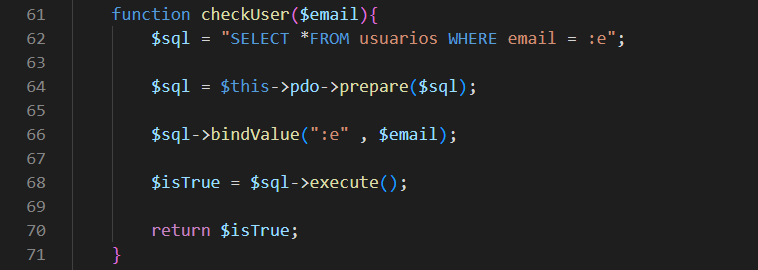 61 function checkUser($email){
62 $sql = "SELECT *FROM usuarios WHERE email = :e";
63
64 $sql = $this->pdo->prepare($sql);
65
66 $sql->bindValue(":e" , $email);
67
68 $isTrue = $sql->execute();
69
70 return $isTrue;
71 }